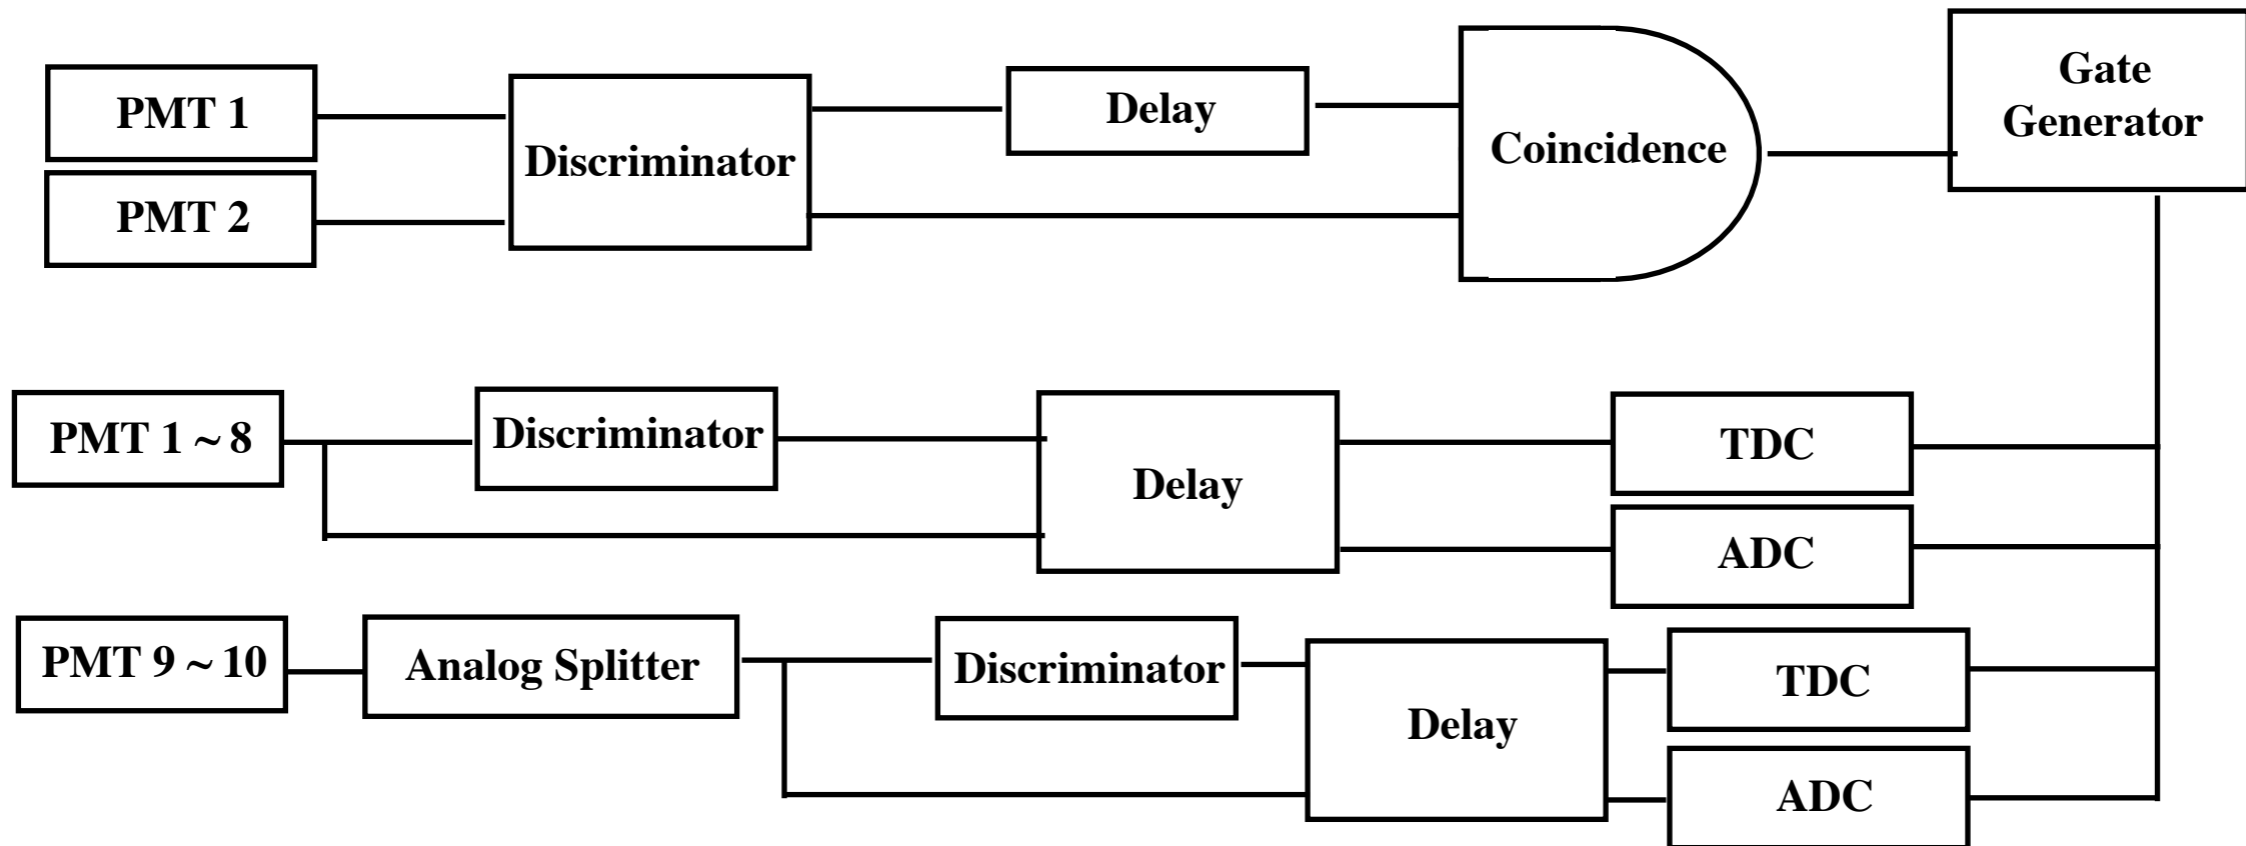 PMT 1
PMT 2
Discriminator
Delay
Coincidence
Gate
Generator
PMT 1 ~ 8
Discriminator
Delay
TDC
ADC
PMT 9 ~ 10
Analog Splitter
Discriminator
Delay
TDC
ADC